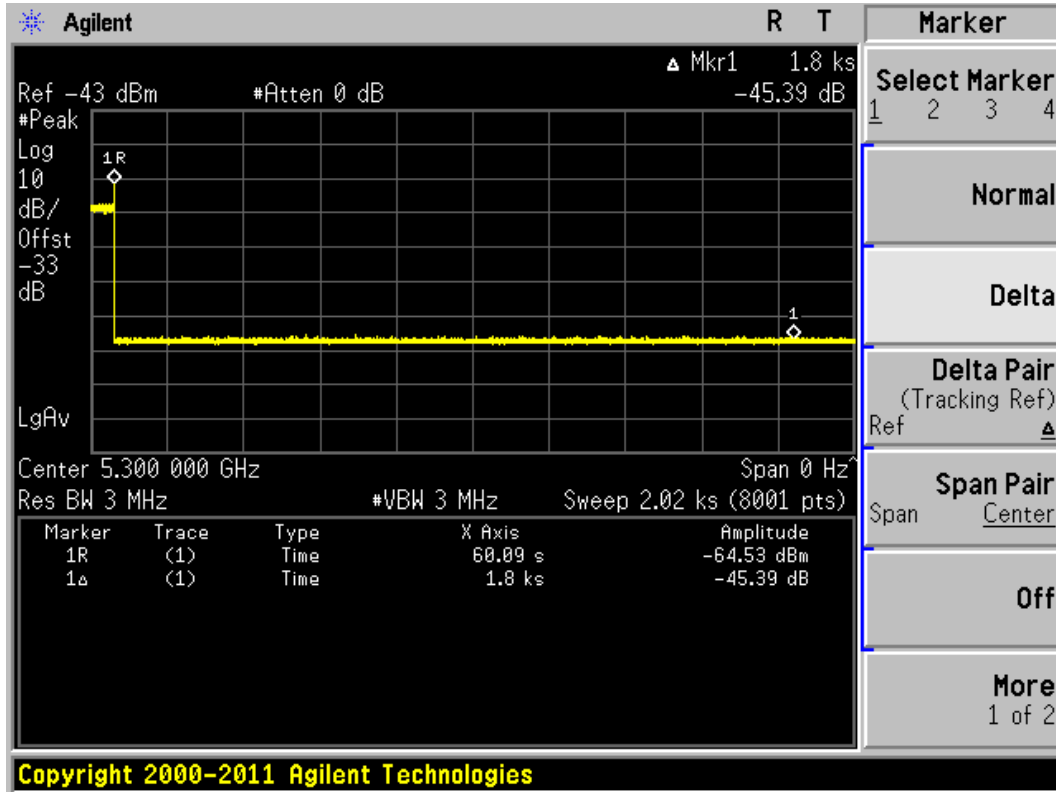 Agilent R T
Marker
Δ Mkr1 1.8 ks
Ref −43 dBm #Atten 0 dB −45.39 dB
#Peak
Log
10
dB/
Offst
−33
dB
1R
1
LgAv
Center 5.300 000 GHz Span 0 Hz^
Res BW 3 MHz #VBW 3 MHz Sweep 2.02 ks (8001 pts)
Marker Trace Type X Axis Amplitude
1R (1) Time 60.09 s −64.53 dBm
1Δ (1) Time 1.8 ks −45.39 dB
Select Marker
1 2 3 4
Normal
Delta
Delta Pair
(Tracking Ref)
Ref Δ
Span Pair
Span Center
Off
More
1 of 2
Copyright 2000–2011 Agilent Technologies